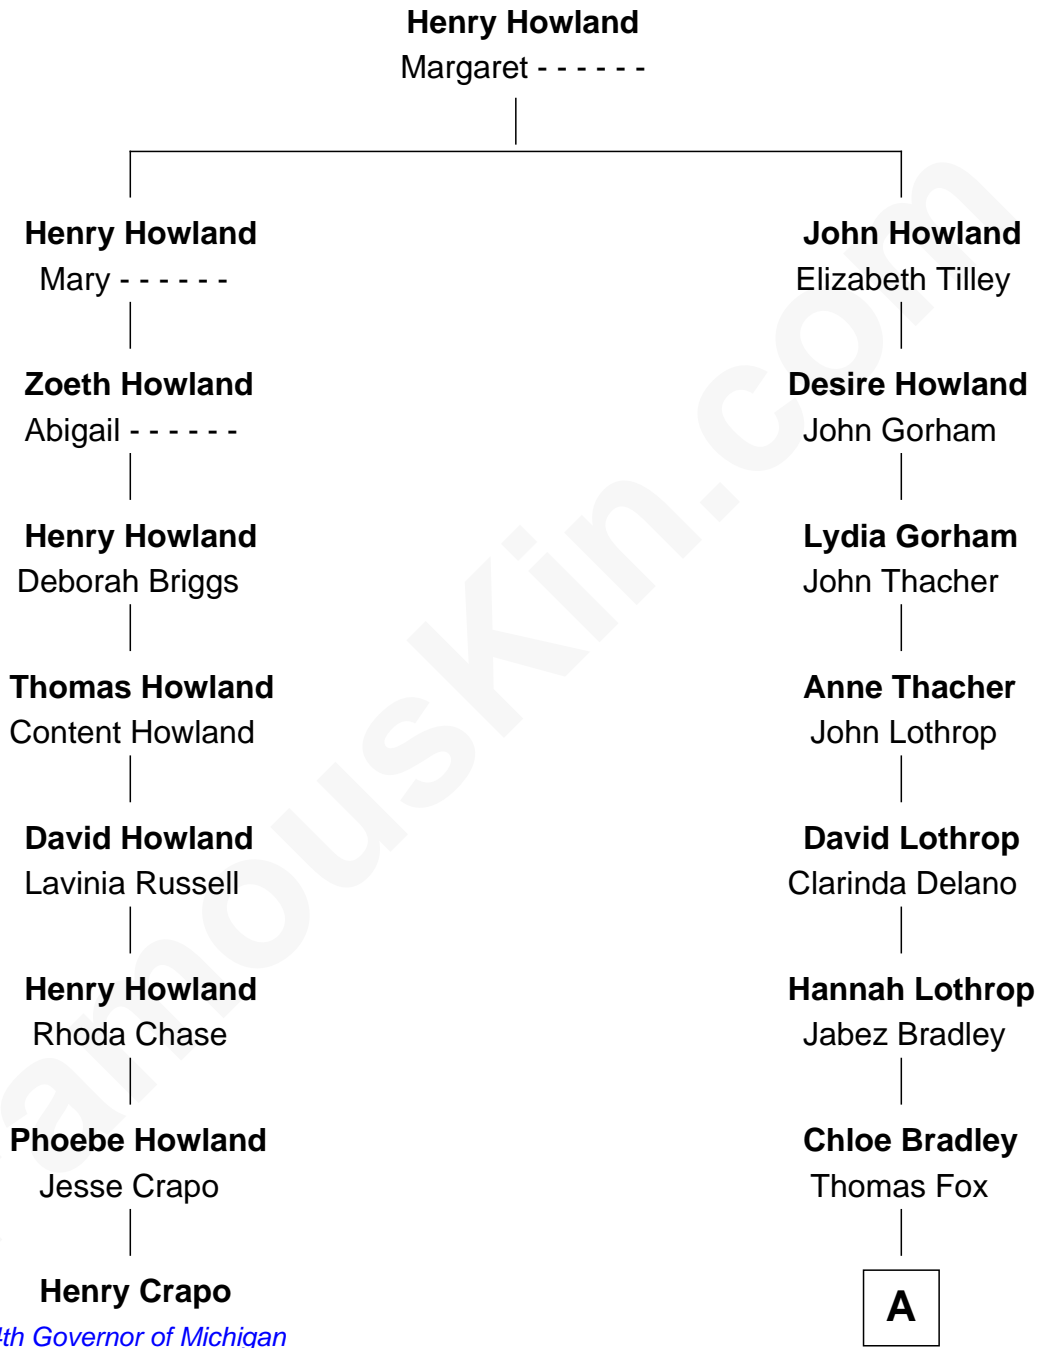 Henry Howland
Margaret - - - - - -
Henry Howland
Mary - - - - - -
Zoeth Howland
Abigail - - - - - -
Henry Howland
Deborah Briggs
Thomas Howland
Content Howland
David Howland
Lavinia Russell
Henry Howland
Rhoda Chase
Phoebe Howland
Jesse Crapo
Henry Crapo
4th Governor of Michigan
John Howland
Elizabeth Tilley
Desire Howland
John Gorham
Lydia Gorham
John Thacher
Anne Thacher
John Lothrop
David Lothrop
Clarinda Delano
Hannah Lothrop
Jabez Bradley
Chloe Bradley
Thomas Fox
A
amouskin.com